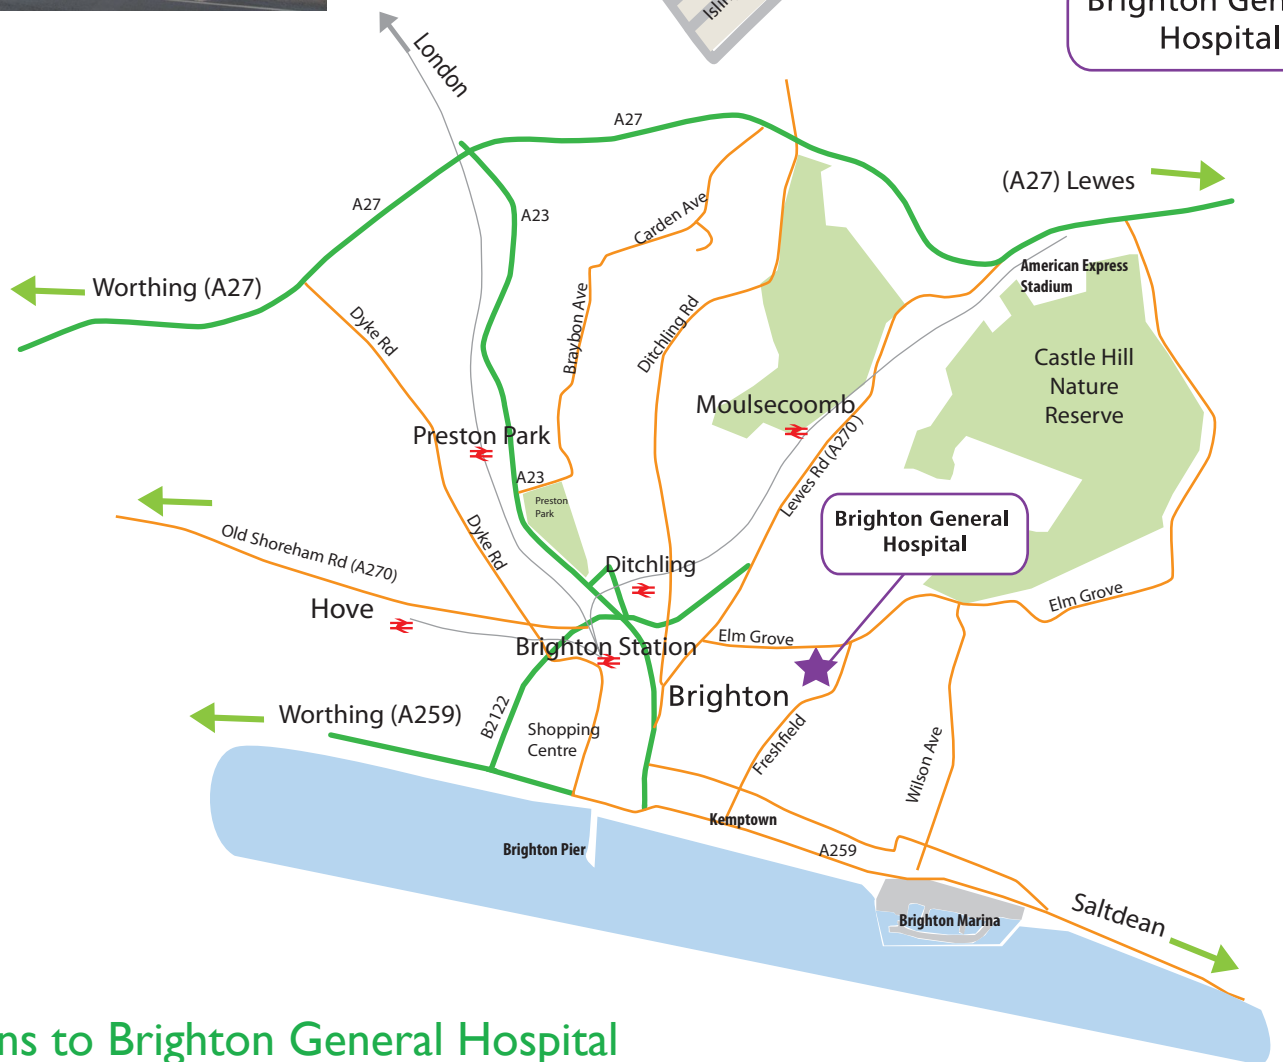 Brighton Gen
Hospital
London
A27
(A27) Lewes
A27
A23
Carden Ave
American Express
Stadium
Worthing (A27)
Dyke Rd
Braybon Ave
Ditchling Rd
Castle Hill
Nature
Reserve
Moulsecoomb
Preston Park
Lewes Rd (A270)
A23
Preston
Park
Brighton General
Hospital
Old Shoreham Rd (A270)
Dyke Rd
Ditchling
Elm Grove
Hove
Elm Grove
Brighton Station
Brighton
Worthing (A259)
B2122
Shopping
Centre
Freshfield
Wilson Ave
Kemptown
A259
Brighton Pier
Brighton Marina
Saltdean
ns to Brighton General Hospital